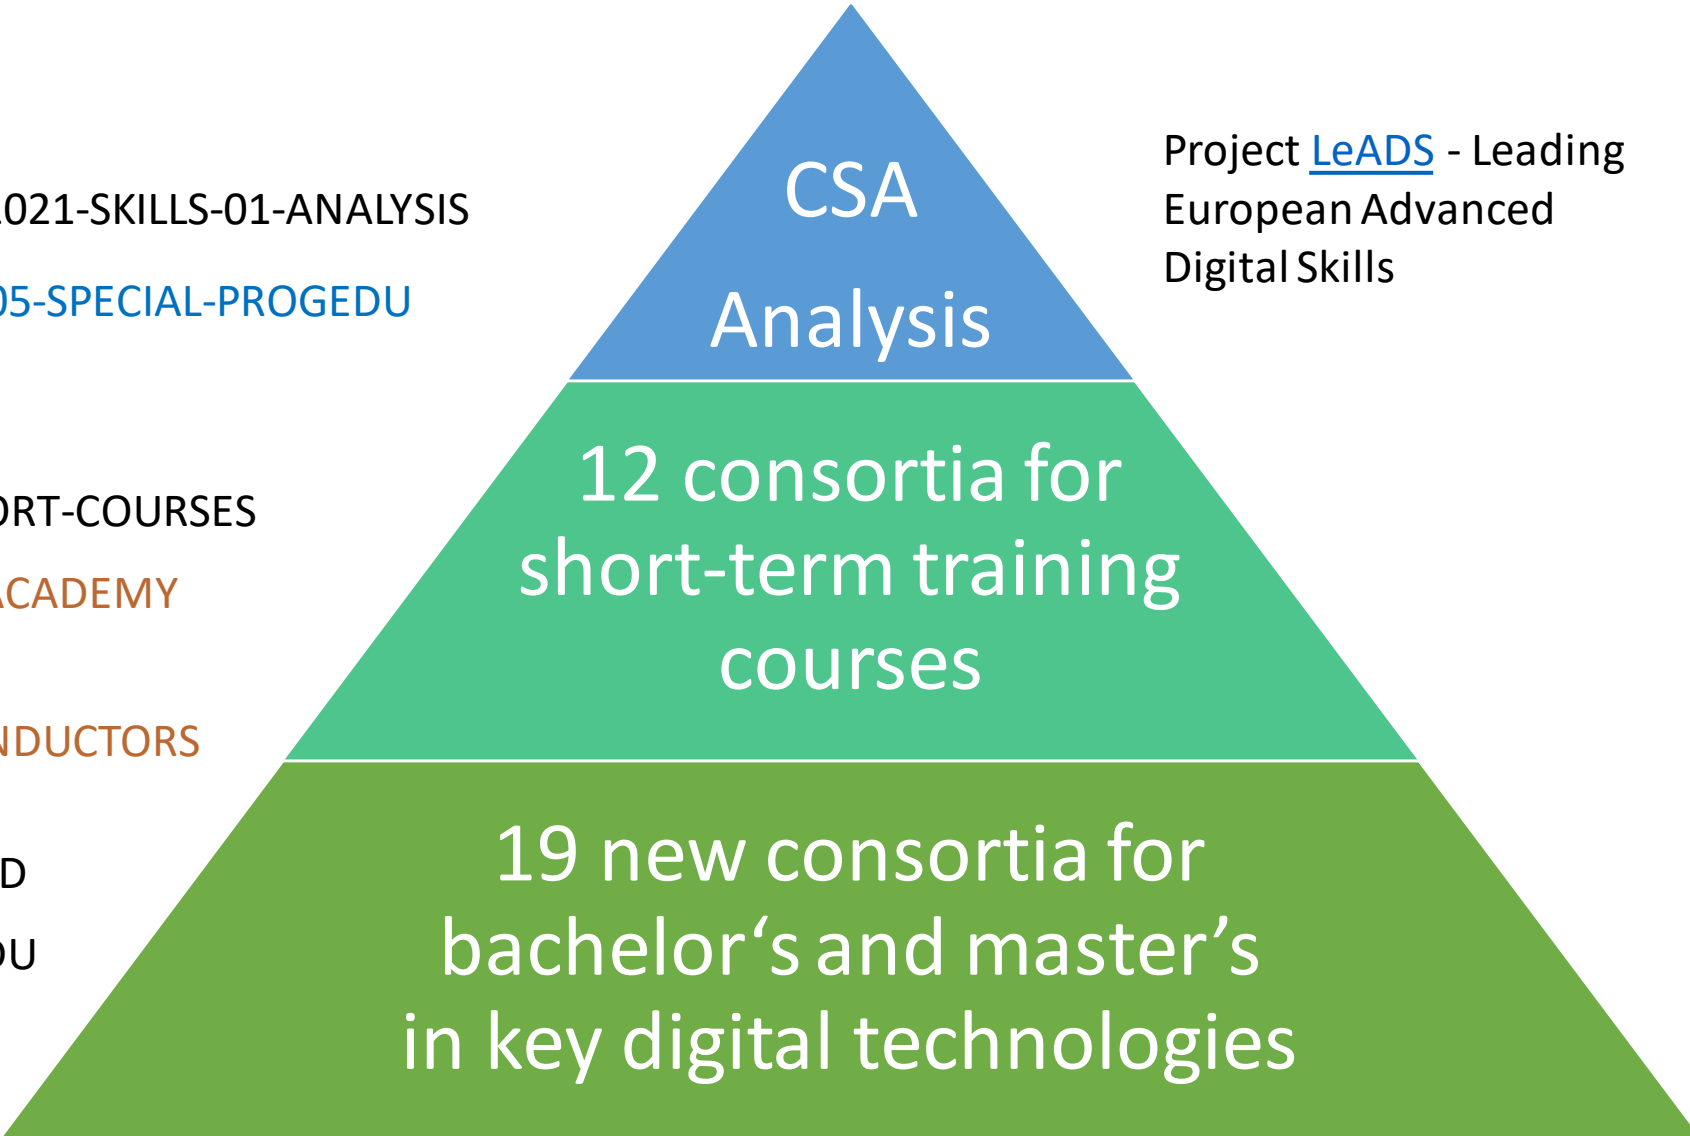 021-SKILLS-01-ANALYSIS
05-SPECIAL-PROGEDU
ORT-COURSES
ACADEMY
NDUCTORS
D
DU
CSA
Analysis
12 consortia for
short-term training
courses
19 new consortia for
bachelor‘s and master’s
in key digital technologies
Project LeADS - Leading
European Advanced
Digital Skills